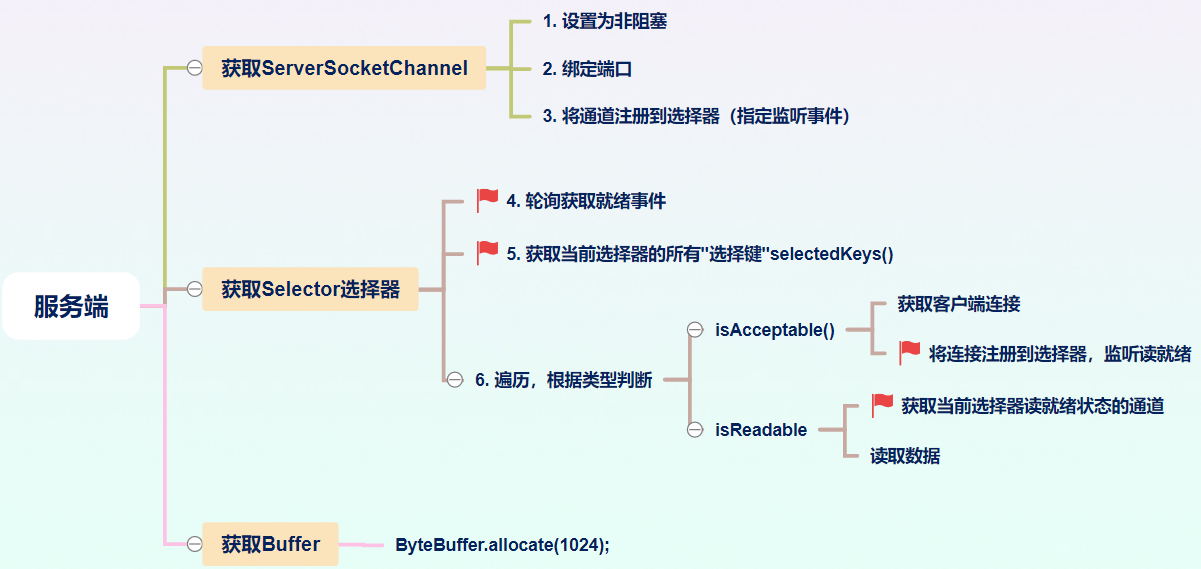 服务端
获取ServerSocketChannel
1. 设置为非阻塞
2. 绑定端口
3. 将通道注册到选择器（指定监听事件）
获取Selector选择器
4. 轮询获取就绪事件
5. 获取当前选择器的所有"选择键"selectedKeys()
6. 遍历，根据类型判断
isAcceptable()
获取客户端连接
将连接注册到选择器，监听读就绪
isReadable
获取当前选择器读就绪状态的通道
读取数据
获取Buffer
ByteBuffer.allocate(1024);